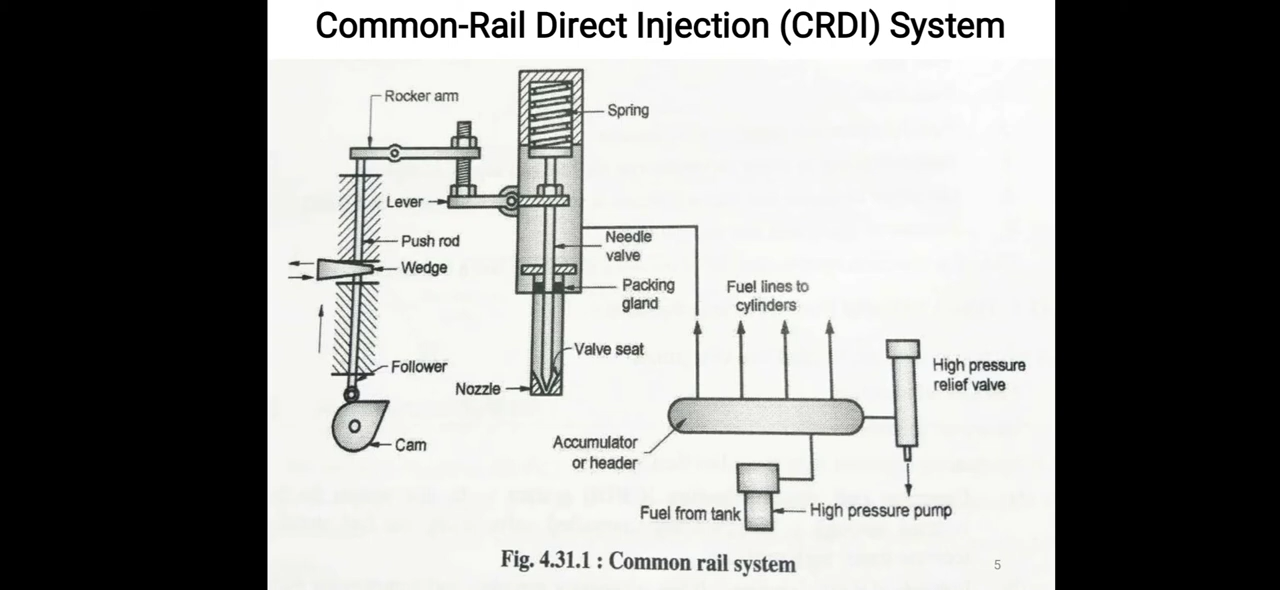 Common-Rail Direct Injection (CRDI) System
Rocker arm
Spring
Lever
Push rod
Needle
valve
Wedge
Packing
gland
Fuel lines to
cylinders
Valve seat
Follower
High pressure
relief valve
Nozzle
Cam
Accumulator
or header
Fuel from tank
High pressure pump
Fig. 4.31.1 : Common rail system
5